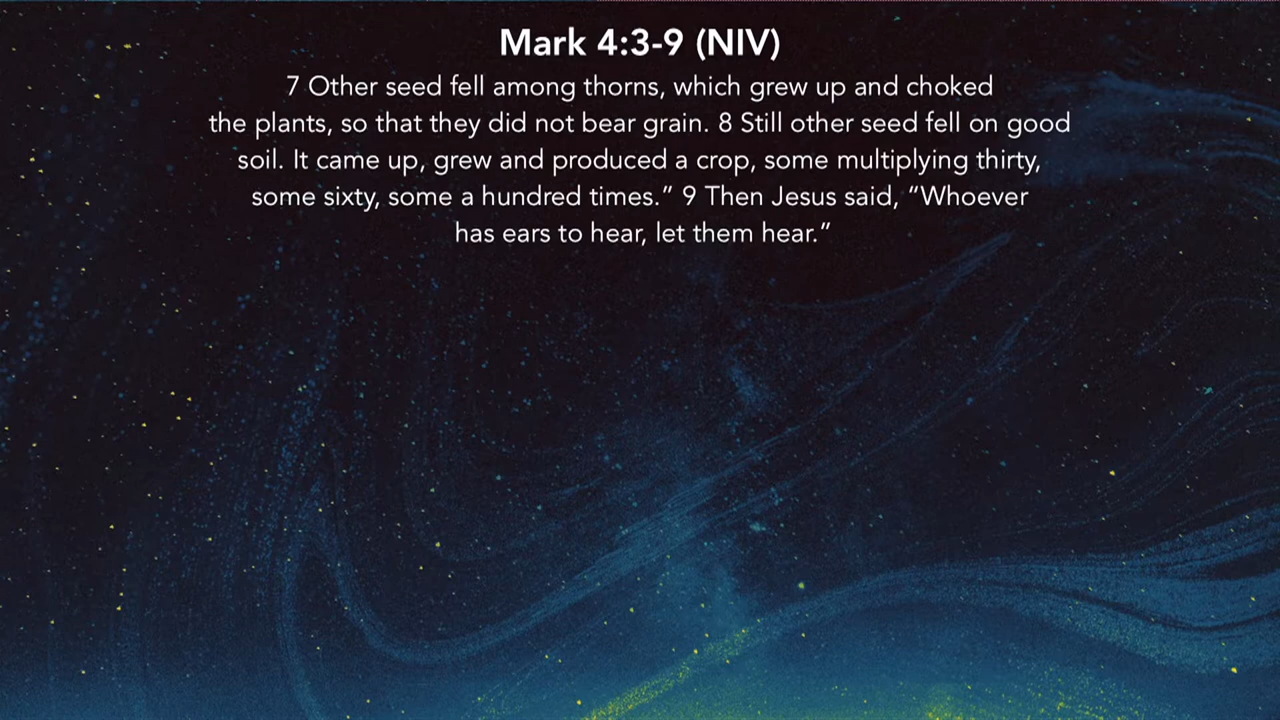 Mark 4:3-9 (NIV)
7 Other seed fell among thorns, which grew up and choked
the plants, so that they did not bear grain. 8 Still other seed fell on good
soil. It came up, grew and produced a crop, some multiplying thirty,
some sixty, some a hundred times.” 9 Then Jesus said, “Whoever
has ears to hear, let them hear.”